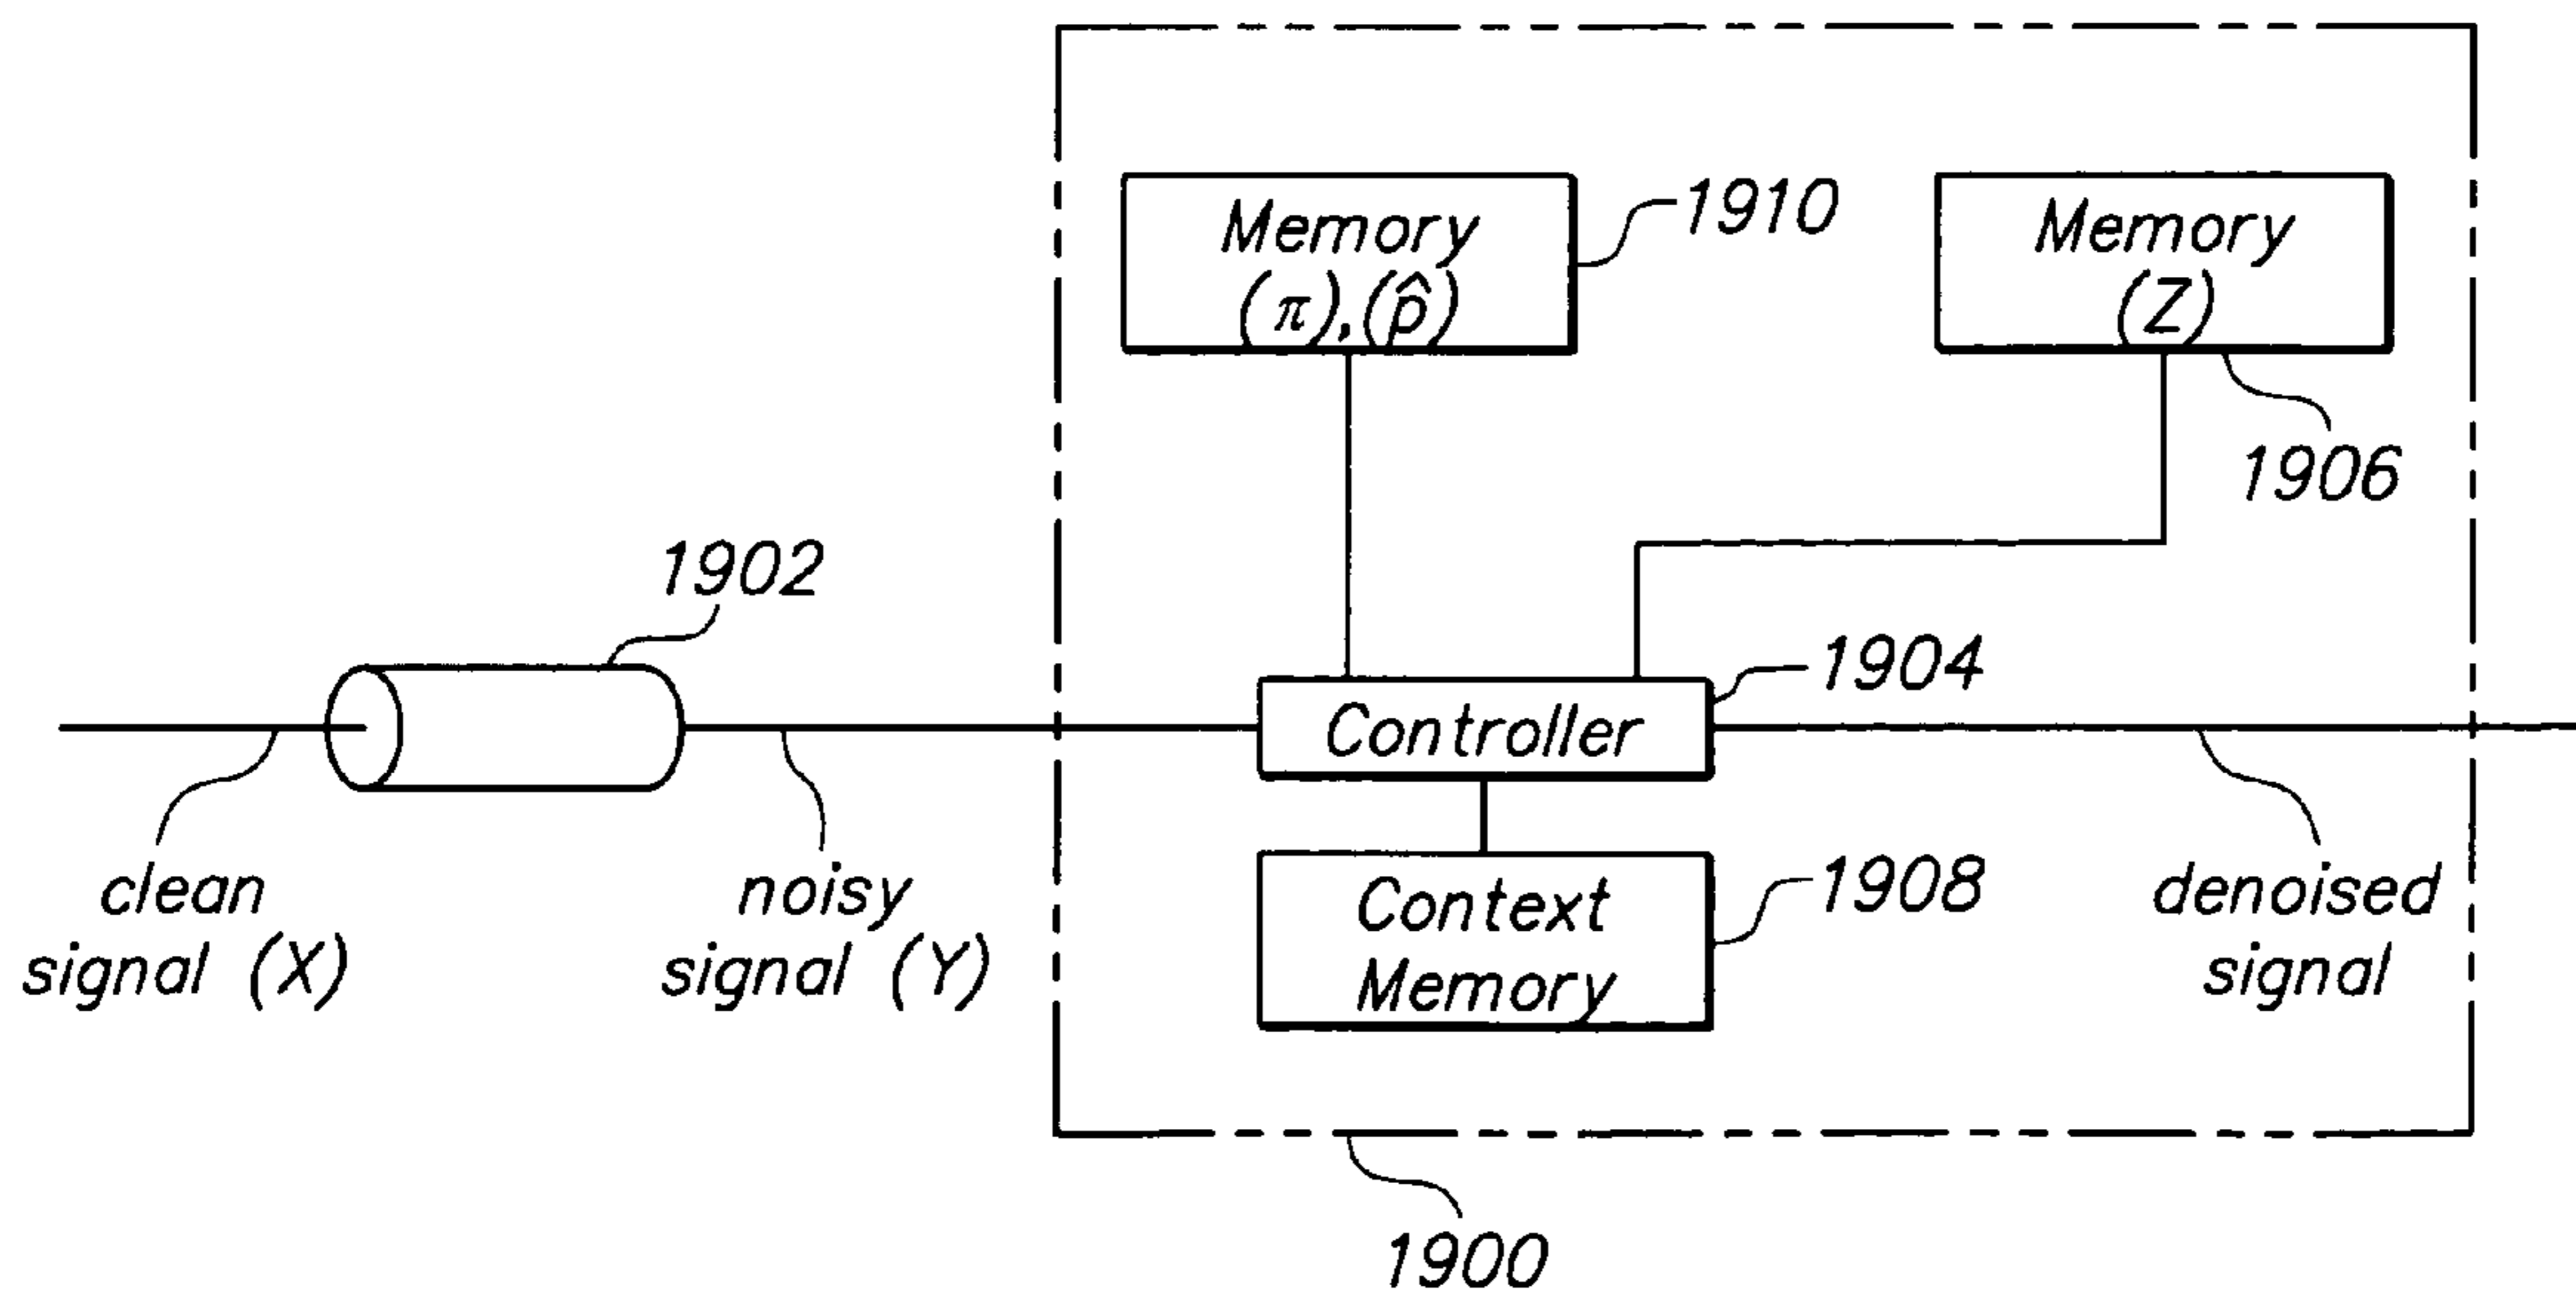 Memory
(π),(p̂)
1910
Memory
(Z)
1906
1902
1904
Controller
clean
signal (X)
noisy
signal (Y)
Context
Memory
1908
denoised
signal
1900